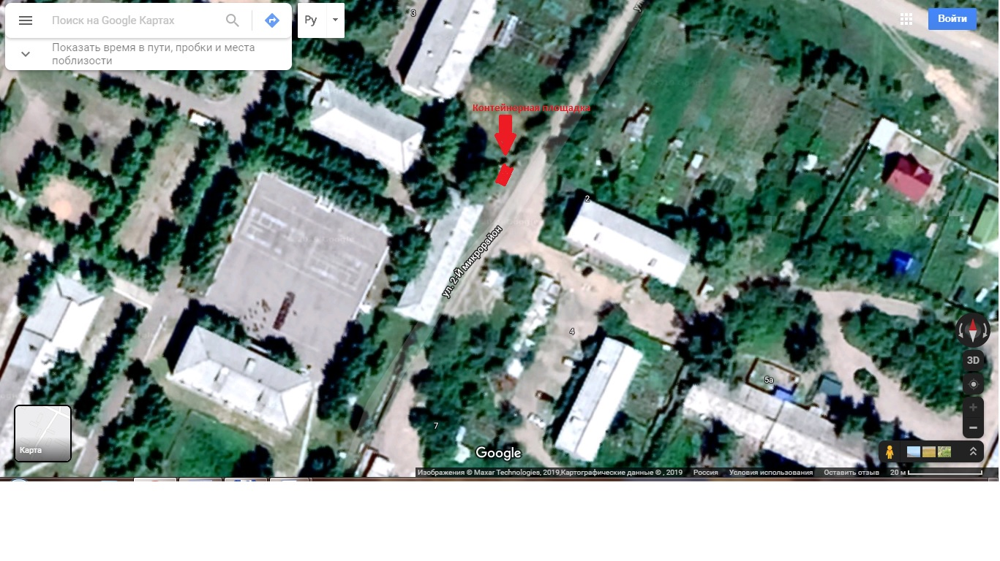 3
Поиск на Google Картах
Ру
Войти
Показать время в пути, пробки и места
поблизости
Контейнерная площадка
2
ул. 2-Й микрорайон
4
3D
5а
7
Карта
Google
Изображения © Maxar Technologies, 2019,Картографические данные © , 2019
Россия
Условия использования
Оставить отзыв
20 м